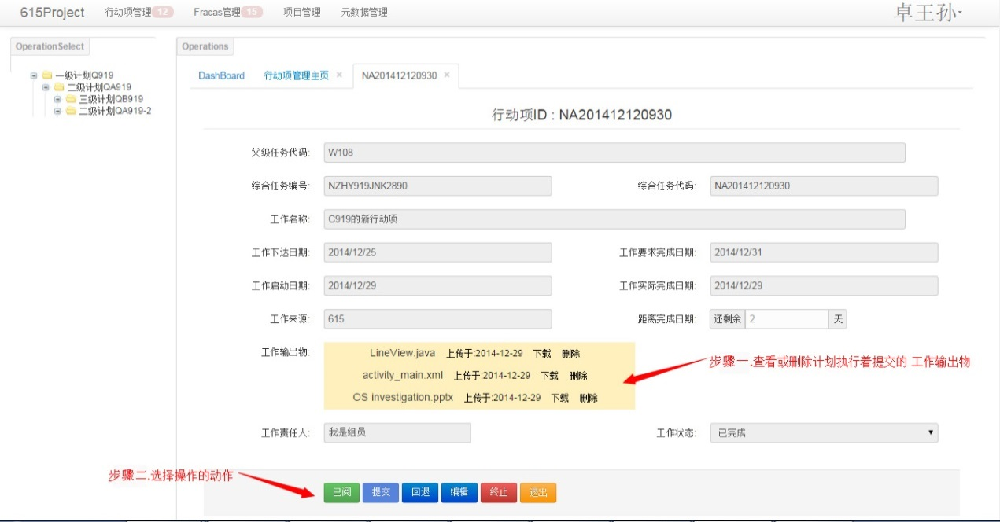 615Project 行动项管理 12 Fracas管理 15 项目管理 元数据管理 卓王孙
OperationSelect
一级计划Q919
二级计划QA919
三级计划QB919
二级计划QA919-2
Operations
DashBoard 行动项管理主页 × NA201412120930 ×
行动项ID : NA201412120930
父级任务代码: W108
综合任务编号: NZHY919JNK2890 综合任务代码: NA201412120930
工作名称: C919的新行动项
工作下达日期: 2014/12/25 工作要求完成日期: 2014/12/31
工作启动日期: 2014/12/29 工作实际完成日期: 2014/12/29
工作来源: 615 距离完成日期: 还剩余 2 天
工作输出物: LineView.java 上传于:2014-12-29 下载 删除
activity_main.xml 上传于:2014-12-29 下载 删除
OS investigation.pptx 上传于:2014-12-29 下载 删除
步骤一.查看或删除计划执行着提交的 工作输出物
工作责任人: 我是组员 工作状态: 已完成
步骤二.选择操作的动作
已阅 提交 回退 编辑 终止 退出